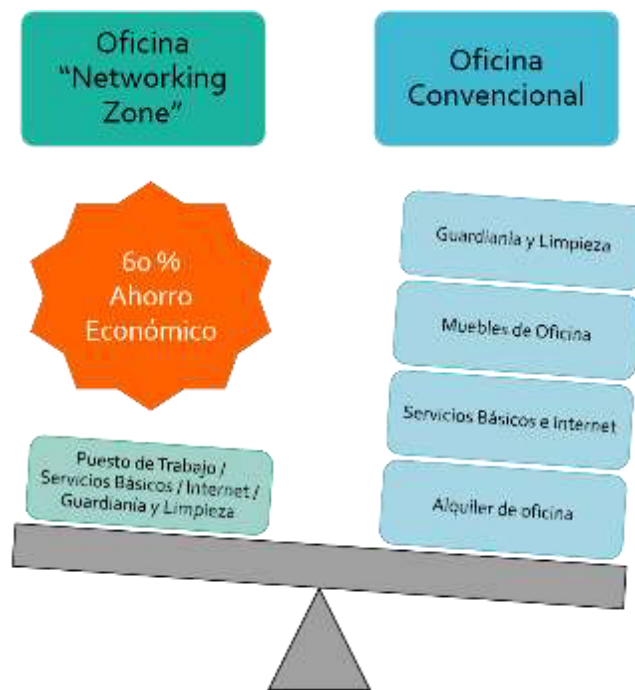 Oficina
“Networking
Zone”
Oficina
Convencional
60 %
Ahorro
Económico
Guardianía y Limpieza
Muebles de Oficina
Servicios Básicos e Internet
Alquiler de oficina
Puesto de Trabajo /
Servicios Básicos / Internet /
Guardianía y Limpieza